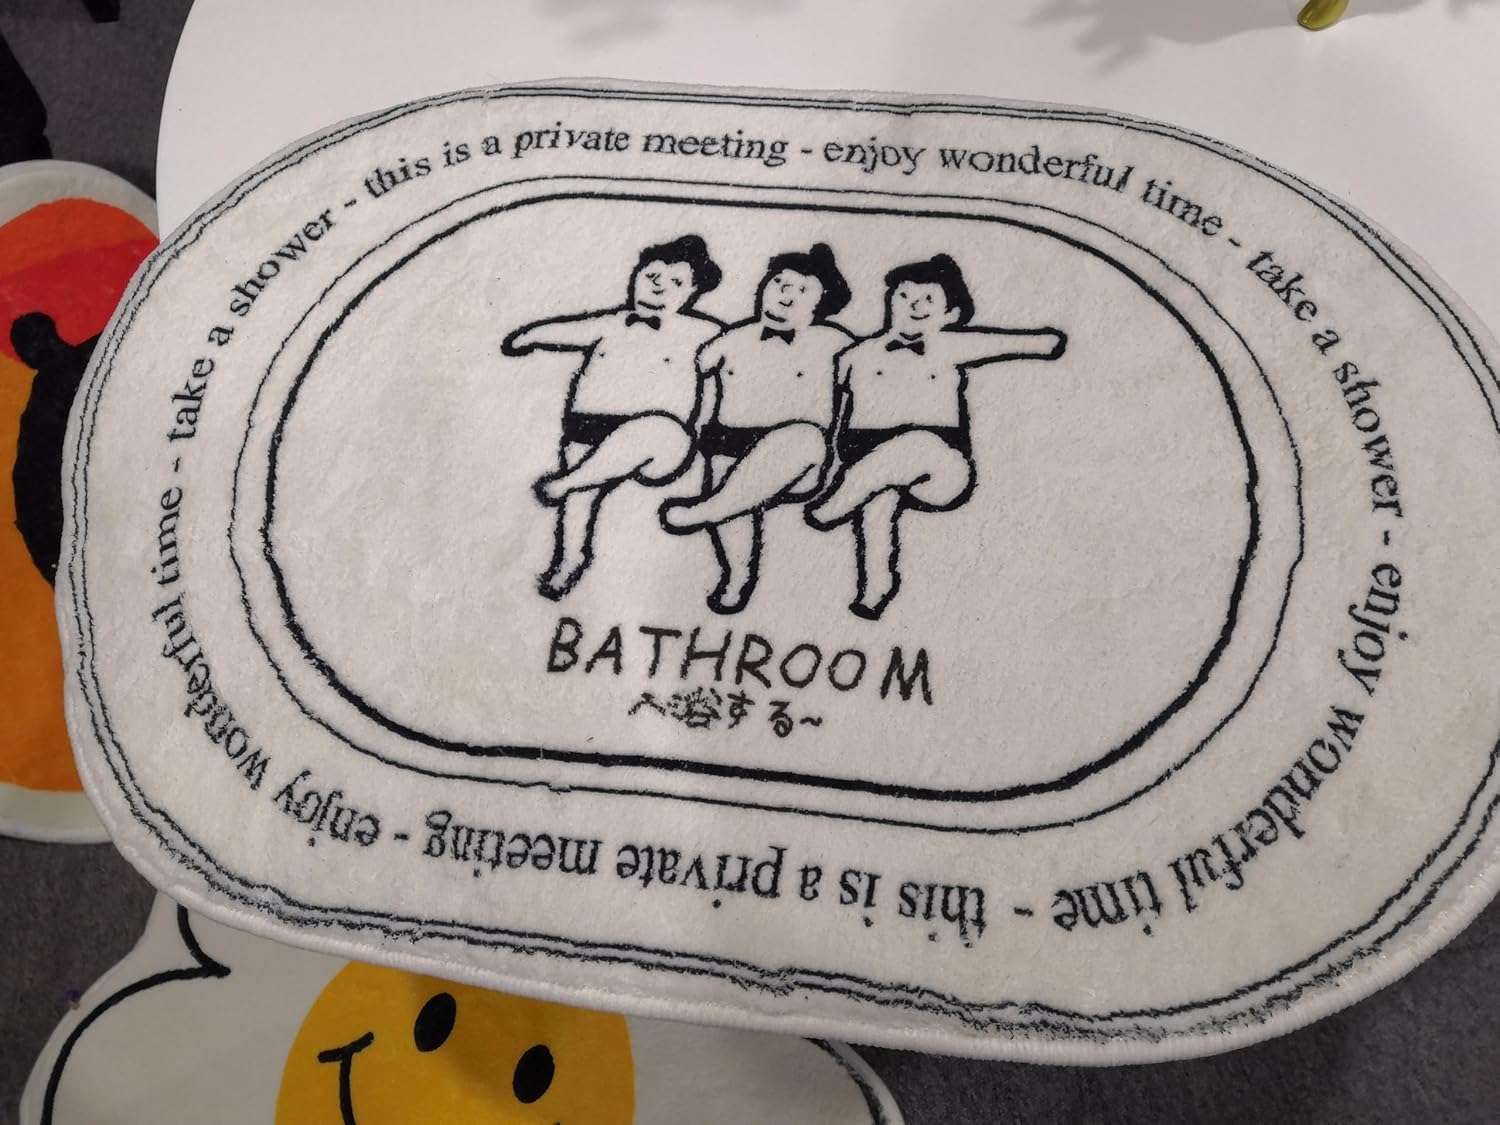 take a shower - this is a private meeting - enjoy wonderful time - take a shower - enjoy wonderful time - this is a private meeting - enjoy wonderful time -
BATHROOM
入浴する~